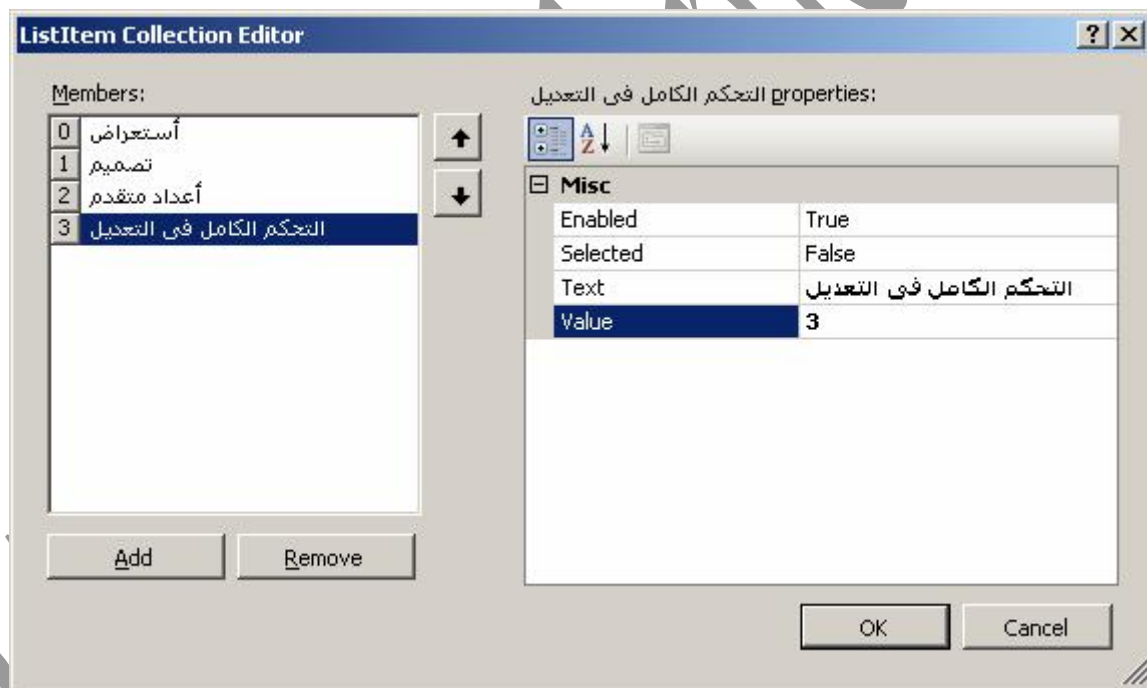 ListItem Collection Editor
Members:
0 أستعراض
1 تصميم
2 أعداد متقدم
3 التحكم الكامل فى التعديل
Add
Remove
التحكم الكامل فى التعديل properties:
Misc
Enabled True
Selected False
Text التحكم الكامل فى التعديل
Value 3
OK
Cancel